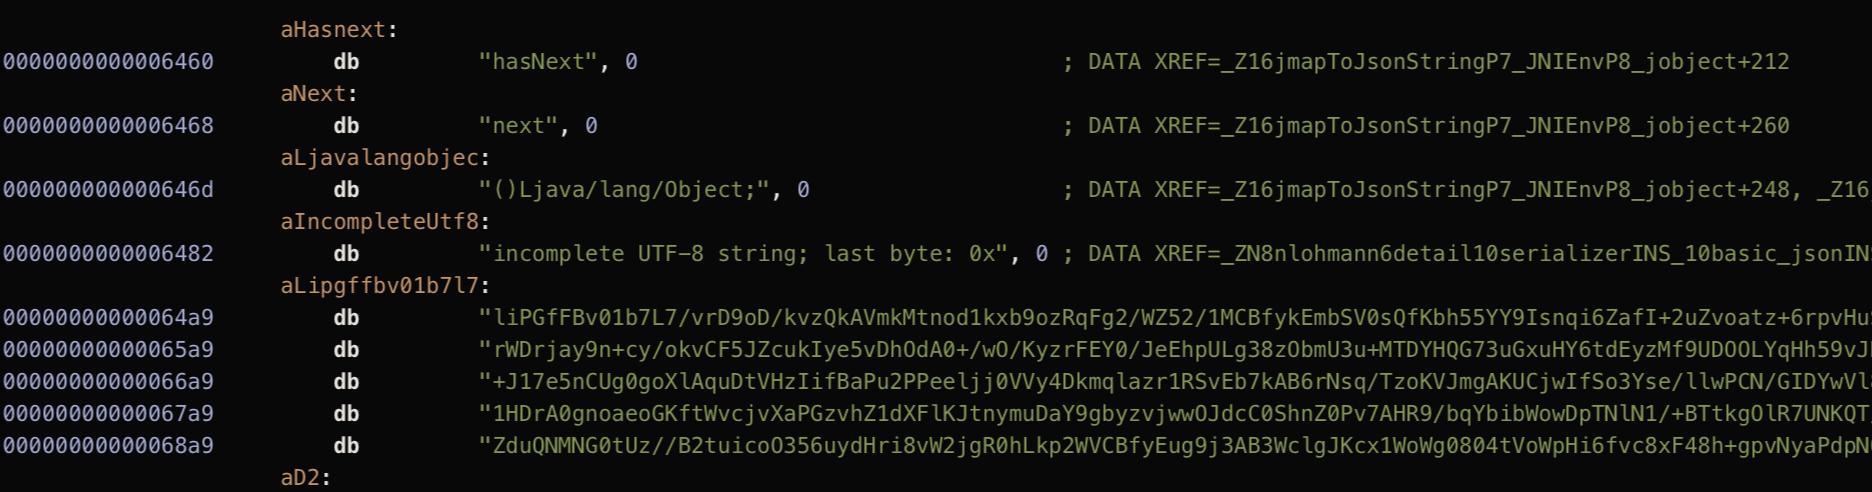 aHasnext:
0000000000006460 db "hasNext", 0 ; DATA XREF=_Z16jmapToJsonStringP7_JNIEnvP8_jobject+212
aNext:
0000000000006468 db "next", 0 ; DATA XREF=_Z16jmapToJsonStringP7_JNIEnvP8_jobject+260
aLjavalangobjec:
000000000000646d db "()Ljava/lang/Object;", 0 ; DATA XREF=_Z16jmapToJsonStringP7_JNIEnvP8_jobject+248, _Z16
aIncompleteUtf8:
0000000000006482 db "incomplete UTF-8 string; last byte: 0x", 0 ; DATA XREF=_ZN8nlohmann6detail10serializerINS_10basic_jsonINS
aLipgffbv01b7l7:
00000000000064a9 db "liPGfFBv01b7L7/vrD9oD/kvzQkAVmkMtnod1kxb9ozRqFg2/WZ52/1MCBfykEmbSV0sQfKbh55YY9Isnqi6ZafI+2uZvoatz+6rpvHu
00000000000065a9 db "rWDrjay9n+cy/okvCF5JZcukIye5vDhOdA0+/wO/KyzrFEY0/JeEhpULg38zObmU3u+MTDYHQG73uGxuHY6tdEyzMf9UDOOLYqHh59vJ
00000000000066a9 db "+J17e5nCUg0goXlAquDtVHzIifBaPu2PPeeljj0VVy4Dkmqlazr1RSvEb7kAB6rNsq/TzoKVJmgAKUCjwIfSo3Yse/llwPCN/GIDYwVl
00000000000067a9 db "1HDrA0gnoaeoGKftWvcjvXaPGzvhZ1dXFlKJtnymuDaY9gbyzvjwwOJdcC0ShnZ0Pv7AHR9/bqYbibWowDpTNlN1/+BTtkgOlR7UNKQT
00000000000068a9 db "ZduQNMNG0tUz//B2tuicoO356uydHri8vW2jgR0hLkp2WVCBfyEug9j3AB3WclgJKcx1WoWg0804tVoWpHi6fvc8xF48h+gpvNyaPdpN
aD2: